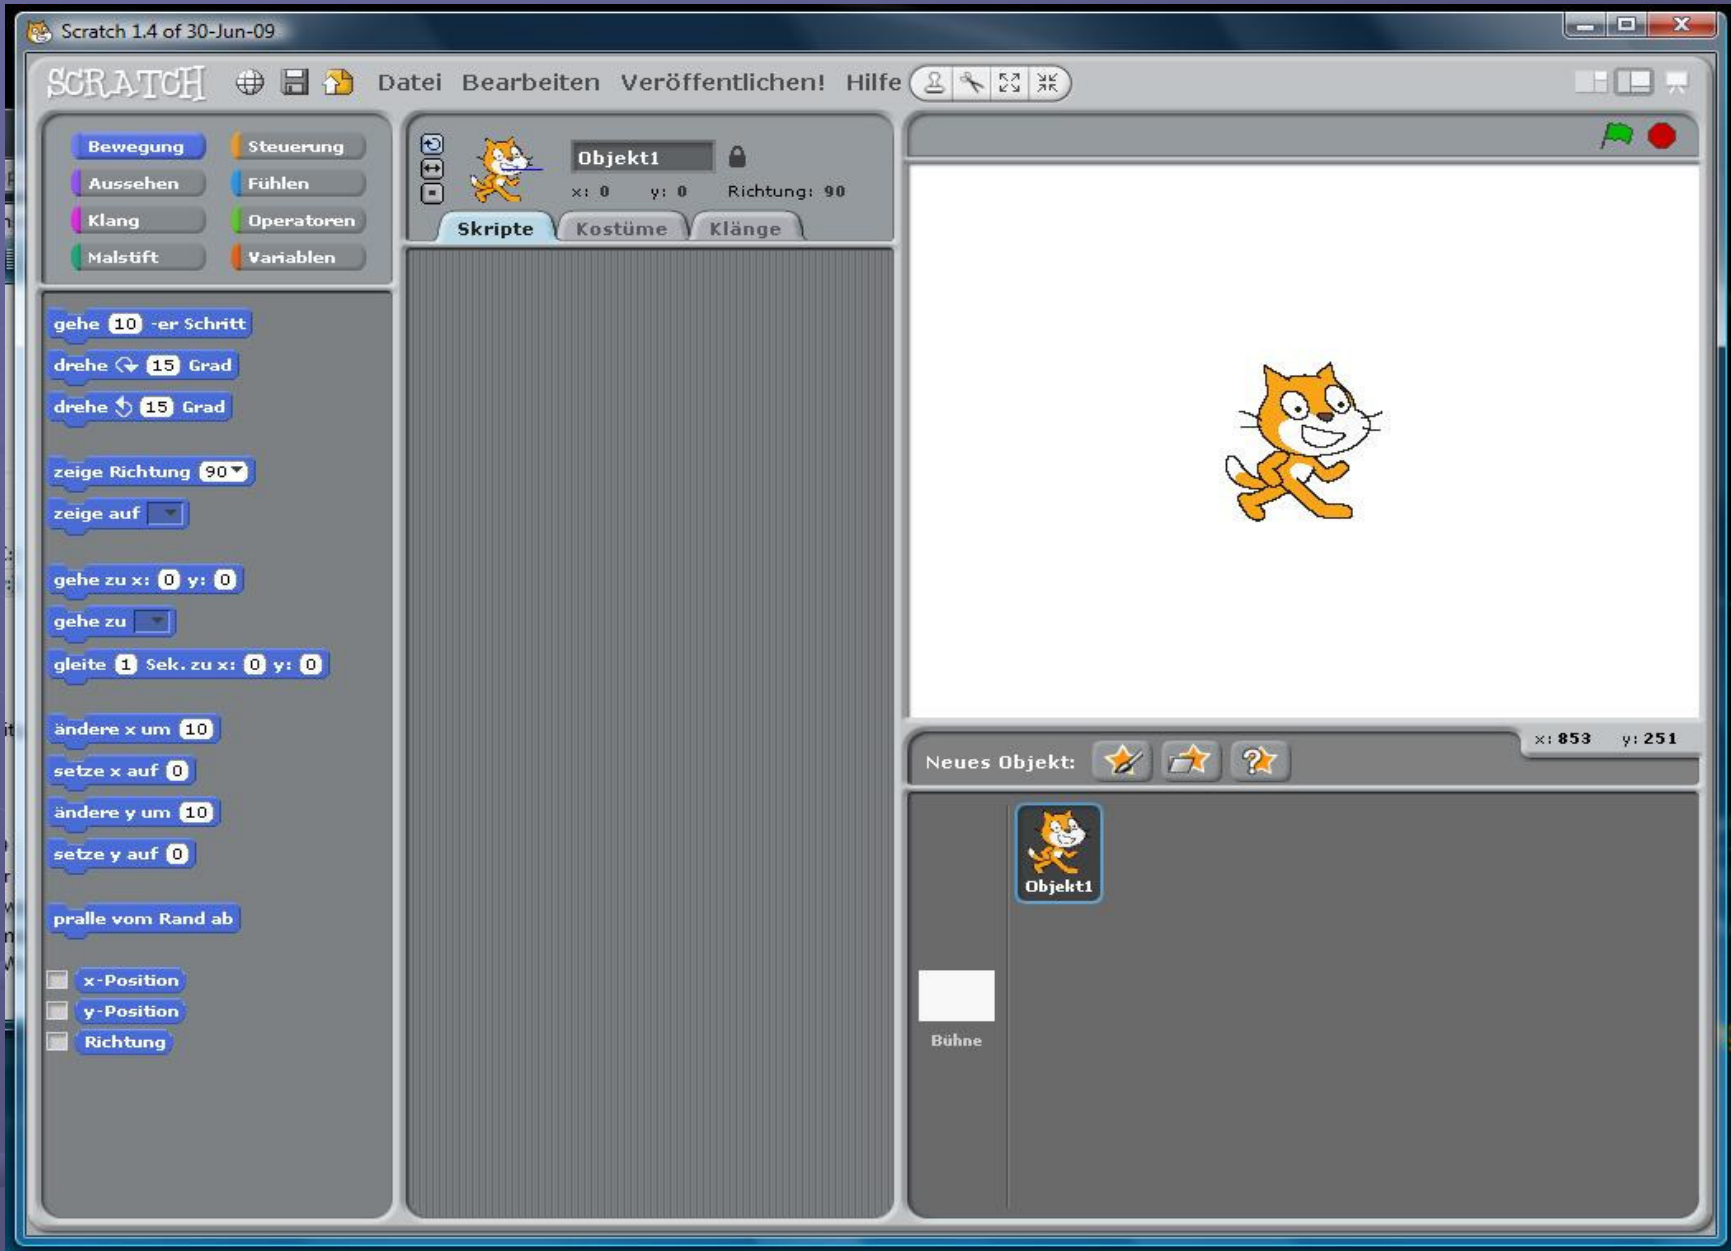 Scratch 1.4 of 30-Jun-09
SCRATCH Datei Bearbeiten Veröffentlichen! Hilfe
Bewegung Steuerung
Aussehen Fühlen
Klang Operatoren
Malstift Variablen
gehe 10 -er Schritt
drehe 15 Grad
drehe 15 Grad
zeige Richtung 90
zeige auf
gehe zu x: 0 y: 0
gehe zu
gleite 1 Sek. zu x: 0 y: 0
ändere x um 10
setze x auf 0
ändere y um 10
setze y auf 0
pralle vom Rand ab
x-Position
y-Position
Richtung
Objekt1
x: 0 y: 0 Richtung: 90
Skripte Kostüme Klänge
x: 853 y: 251
Neues Objekt:
Objekt1
Bühne